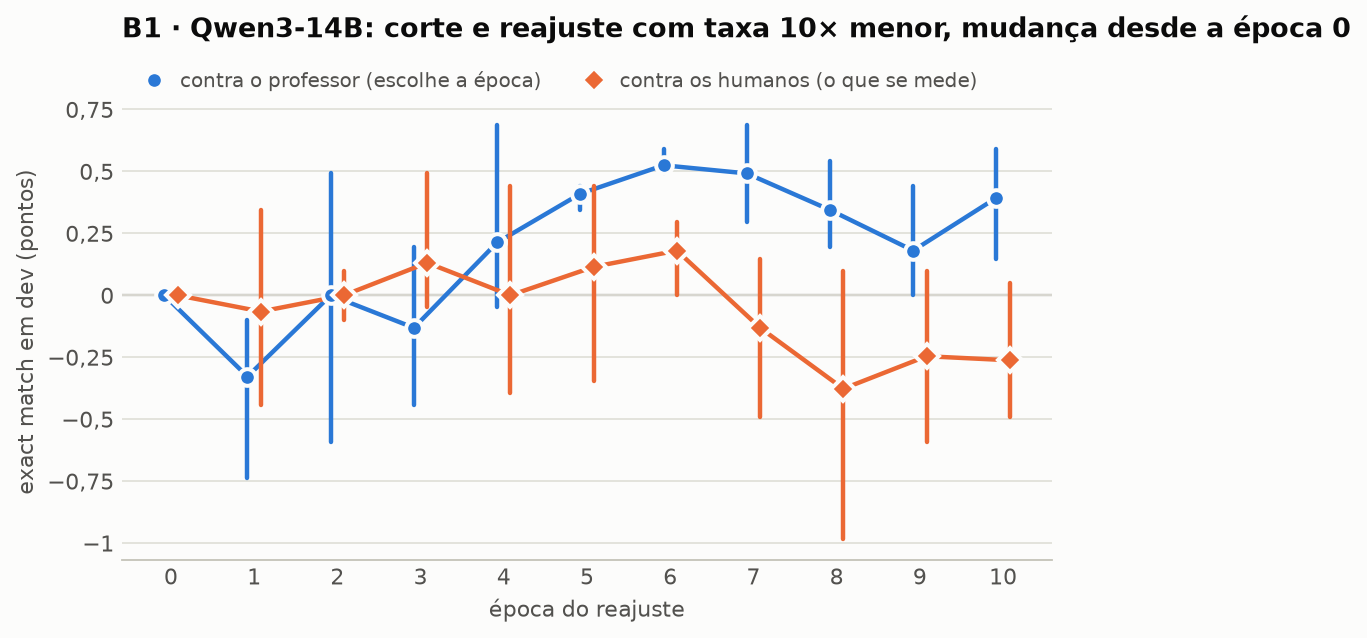 B1 · Qwen3-14B: corte e reajuste com taxa 10× menor, mudança desde a época 0
contra o professor (escolhe a época)
contra os humanos (o que se mede)
exact match em dev (pontos)
0,75
0,5
0,25
0
−0,25
−0,5
−0,75
−1
0 1 2 3 4 5 6 7 8 9 10
época do reajuste